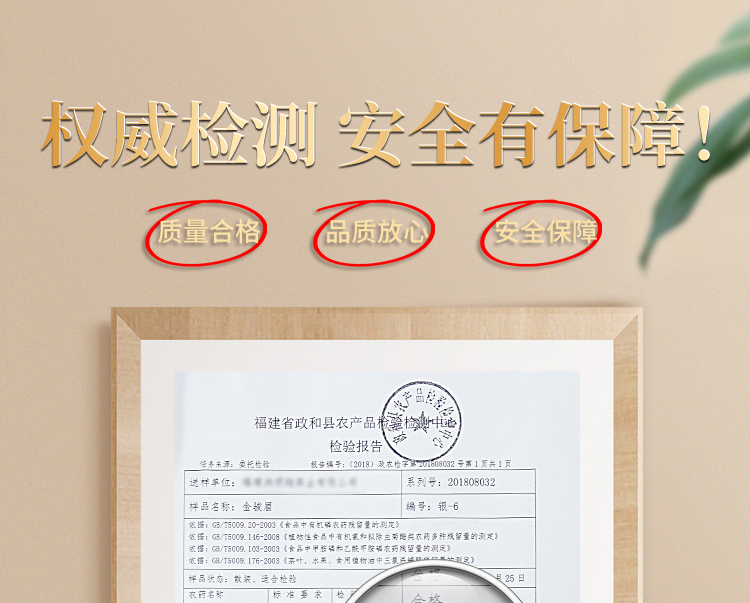 权威检测 安全有保障!
质量合格 品质放心 安全保障
福建省政和县农产品检验检测中心
检验报告
任务来源: 委托检验 报告编号: (2018) 政农检字第201808032号第1页共1页
送样单位: 系列号: 201808032
样品名称: 金骏眉 编号: 银-6
依据: GB/T5009.20-2003《食品中有机磷农药残留量的测定》
依据: GB/T5009.146-2008《植物性食品中有机氯和拟除虫菊酯类农药多种残留量的测定》
依据: GB/T5009.103-2003《食品中甲胺磷和乙酰甲胺磷农药残留量的测定》
依据: GB/T5009.176-2003《茶叶、水果、食用植物油中三氯杀螨醇残留量的测定》
样品状态: 散装、适合检验 月25日
农药名称 标准要求 检 合格